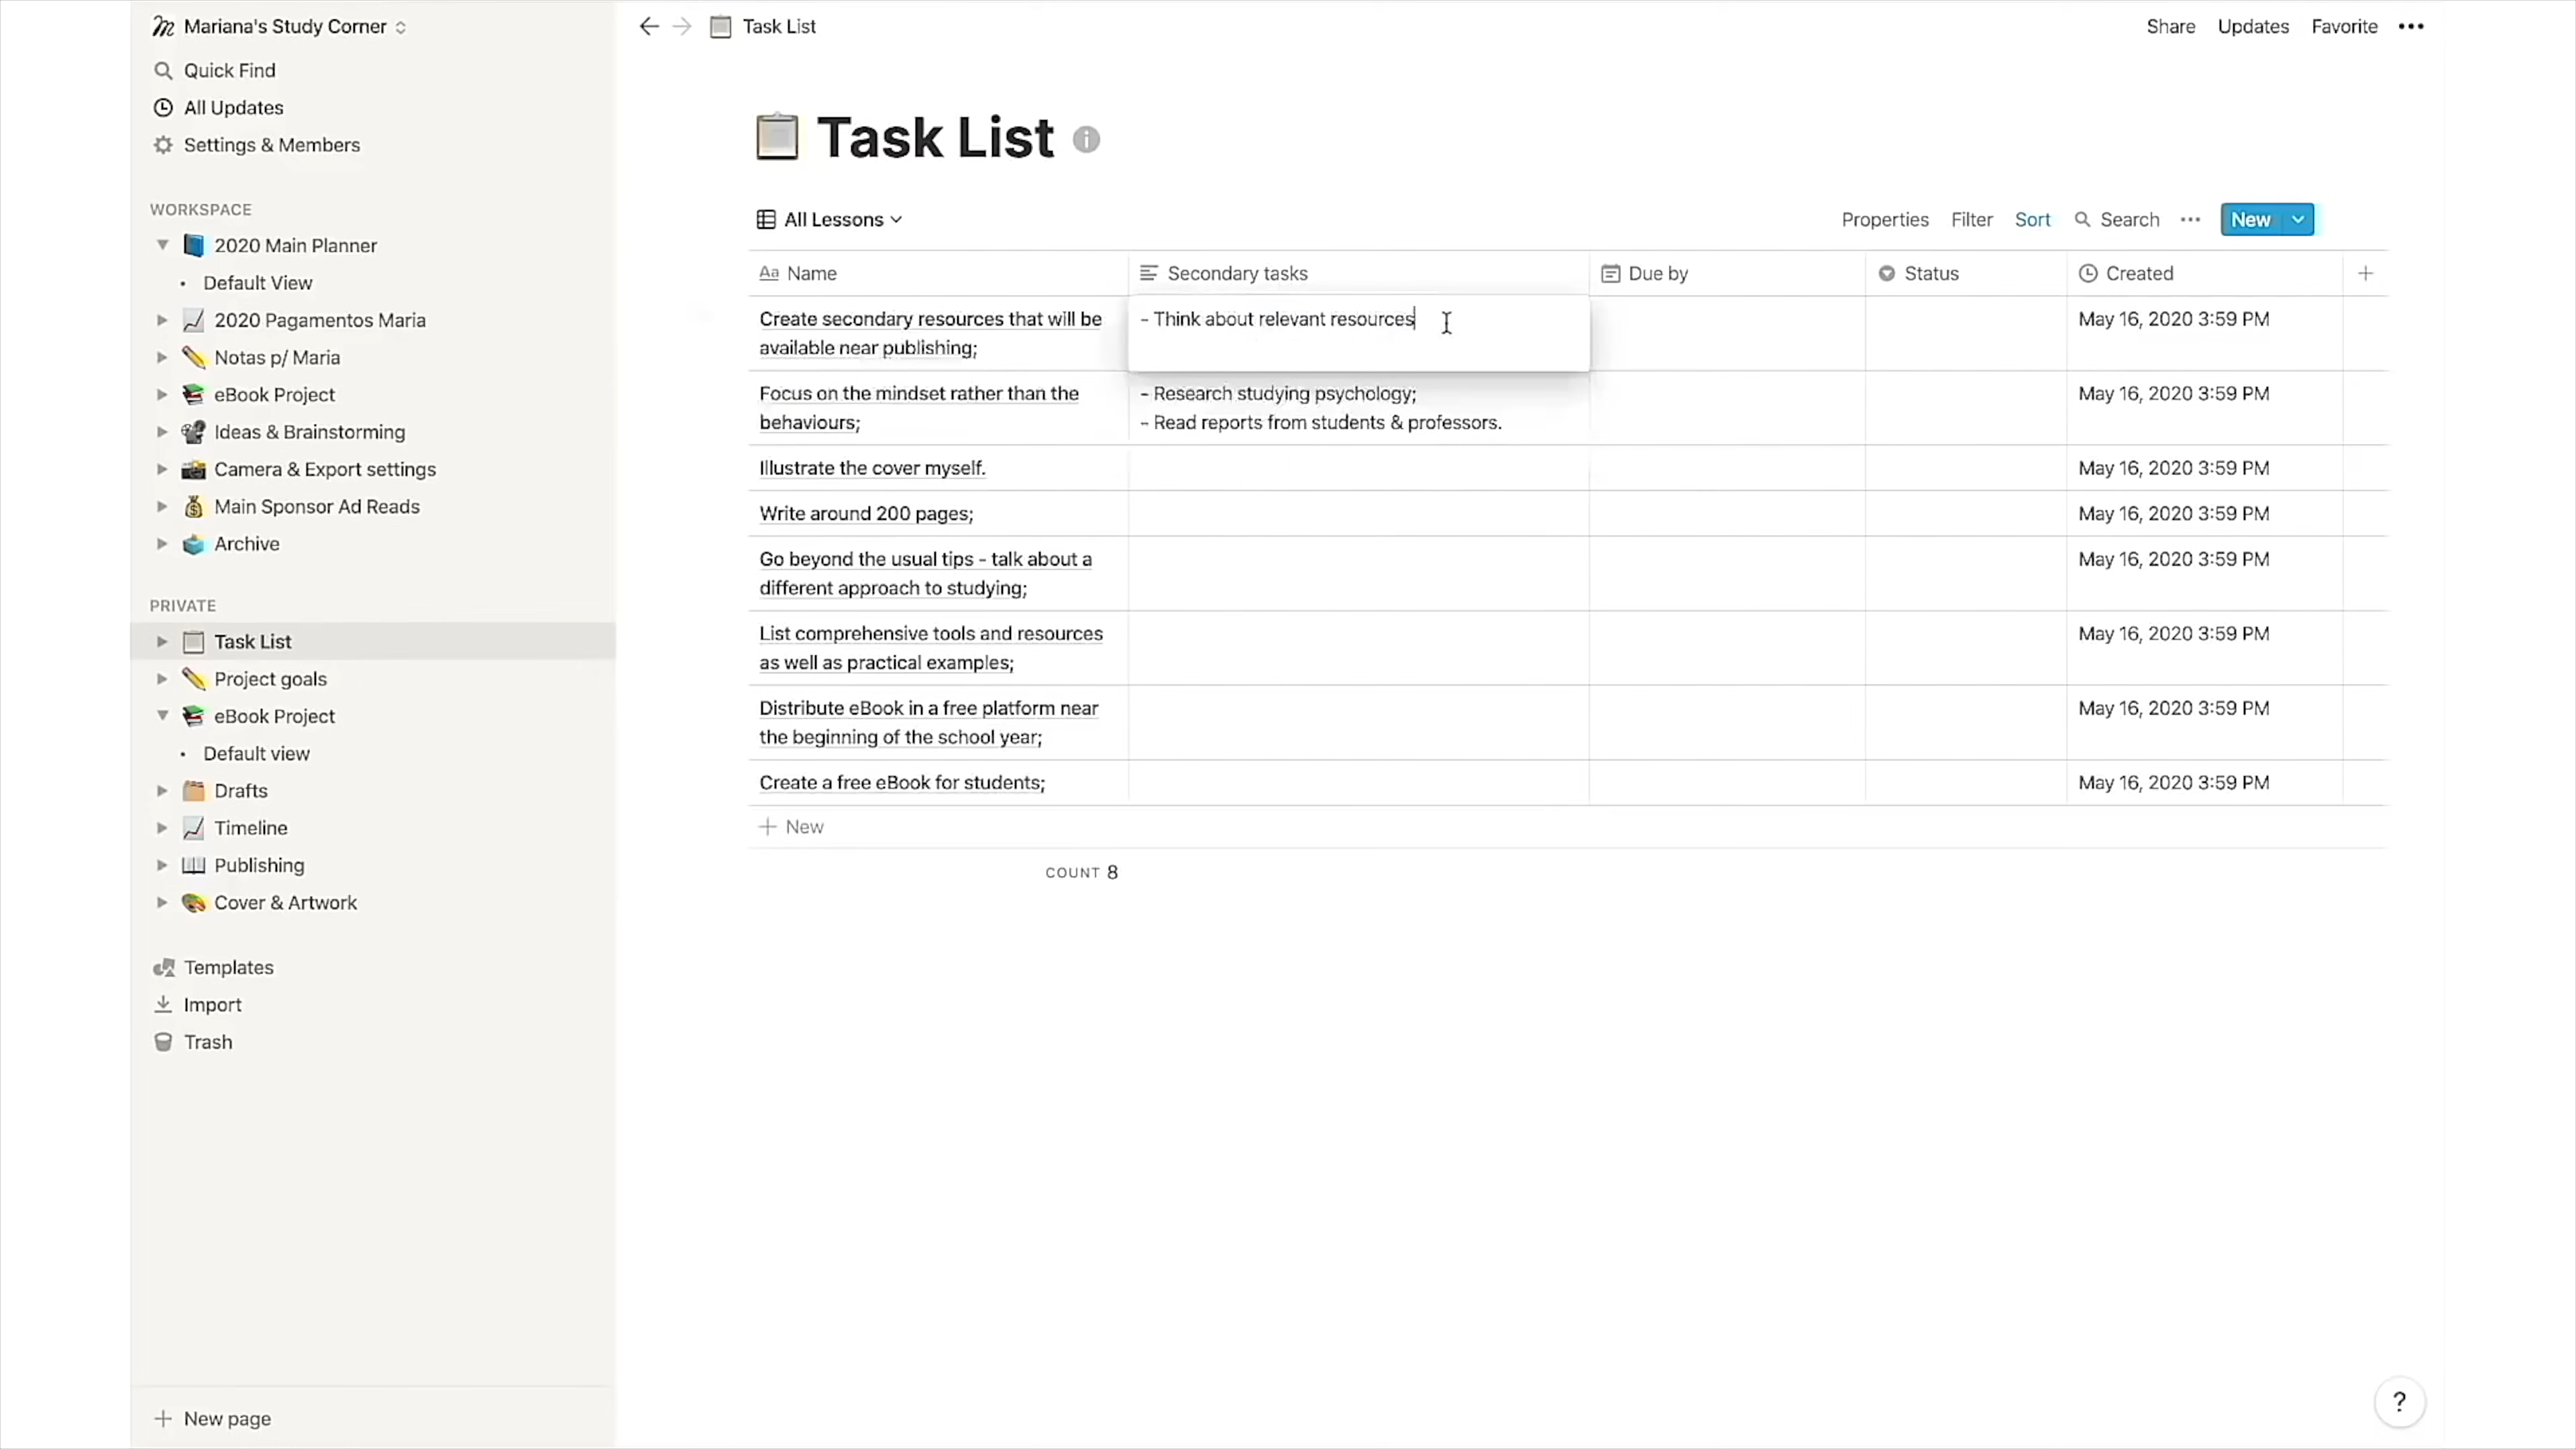 Mariana's Study Corner
Quick Find
All Updates
Settings & Members
WORKSPACE
2020 Main Planner
Default View
2020 Pagamentos Maria
Notas p/ Maria
eBook Project
Ideas & Brainstorming
Camera & Export settings
Main Sponsor Ad Reads
Archive
PRIVATE
Task List
Project goals
eBook Project
Default view
Drafts
Timeline
Publishing
Cover & Artwork
Templates
Import
Trash
New page
Task List
Share Updates Favorite
Task List
All Lessons
Properties Filter Sort Search New
Aa Name Secondary tasks Due by Status Created
Create secondary resources that will be - Think about relevant resources May 16, 2020 3:59 PM
available near publishing;
Focus on the mindset rather than the - Research studying psychology; May 16, 2020 3:59 PM
behaviours; - Read reports from students & professors.
Illustrate the cover myself. May 16, 2020 3:59 PM
Write around 200 pages; May 16, 2020 3:59 PM
Go beyond the usual tips - talk about a May 16, 2020 3:59 PM
different approach to studying;
List comprehensive tools and resources May 16, 2020 3:59 PM
as well as practical examples;
Distribute eBook in a free platform near May 16, 2020 3:59 PM
the beginning of the school year;
Create a free eBook for students; May 16, 2020 3:59 PM
+ New
COUNT 8
?